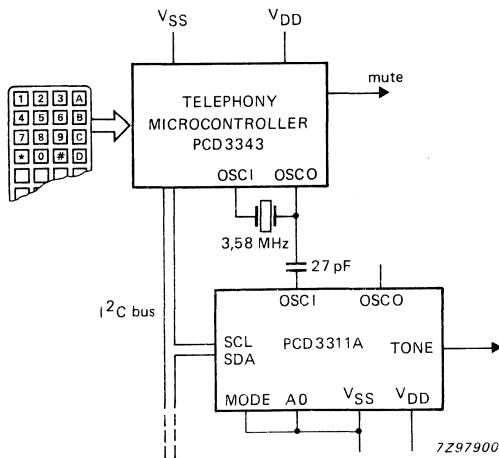 VSS
VDD
mute
1 2 3 A
4 5 6 B
7 8 9 C
* 0 # D
TELEPHONY
MICROCONTROLLER
PCD3343
OSCI OSCO
3,58 MHz
27 pF
I²C bus
OSCI OSCO
SCL
SDA
PCD3311A
TONE
MODE A0 VSS VDD
7Z97900